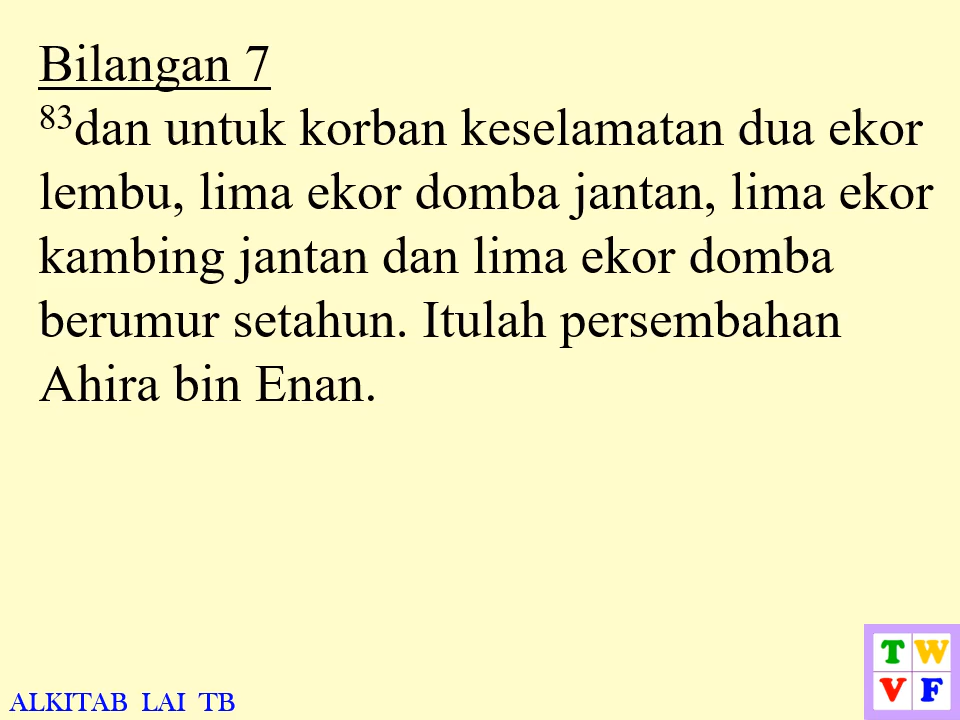 Bilangan 7
83dan untuk korban keselamatan dua ekor
lembu, lima ekor domba jantan, lima ekor
kambing jantan dan lima ekor domba
berumur setahun. Itulah persembahan
Ahira bin Enan.
T W
V F
ALKITAB LAI TB